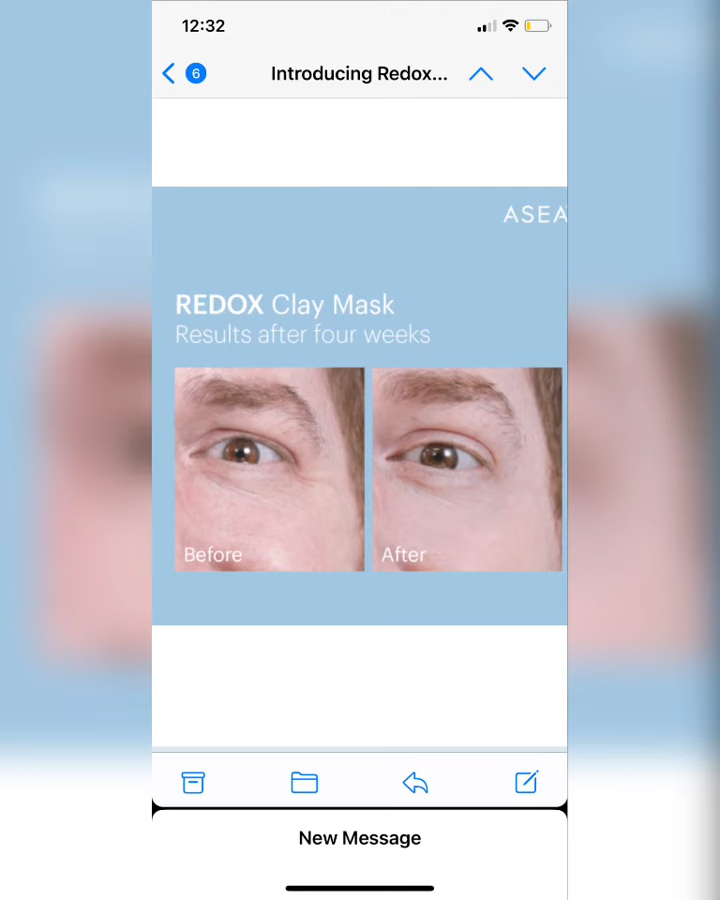 12:32
6
Introducing Redox...
ASEA
REDOX Clay Mask
Results after four weeks
Before
After
New Message